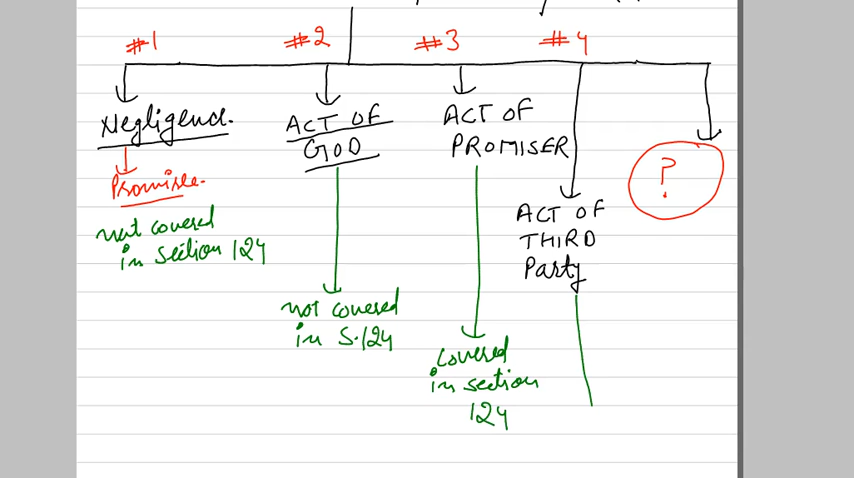 #1 #2 #3 #4
Negligence.
Promisee.
not covered
in section 124
ACT OF
GOD
not covered
in S.124
ACT OF
PROMISER
Covered
in section
124
ACT OF
THIRD
Party
?